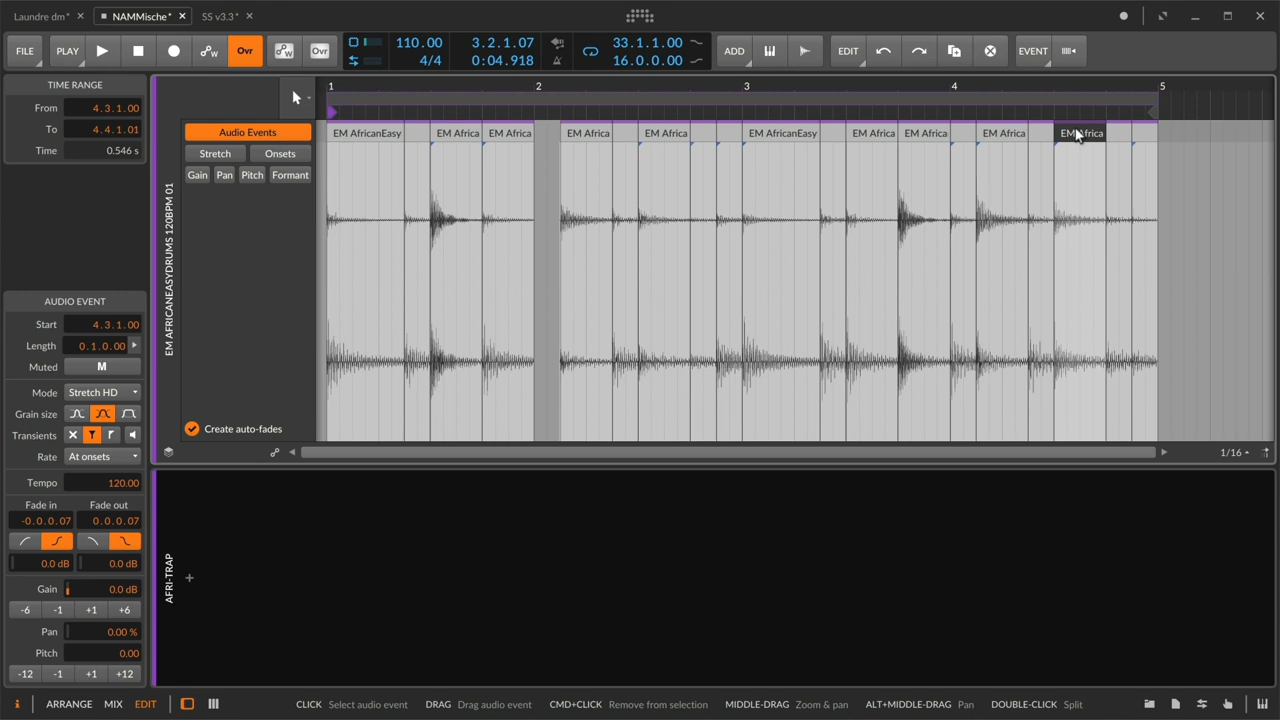 Laundre dm* ×
■ NAMMische* ×
SS v3.3* ×
FILE PLAY Ovr Ovr
110.00 3.2.1.07 33.1.1.00
4/4 0:04.918 16.0.0.00
ADD EDIT EVENT
TIME RANGE
From 4.3.1.00
To 4.4.1.01
Time 0.546 s
1 2 3 4 5
Audio Events
Stretch Onsets
Gain Pan Pitch Formant
EM AfricanEasy EM Africa EM Africa EM Africa EM Africa EM AfricanEasy EM Africa EM Africa EM Africa EM Africa
EM AFRICANEASYDRUMS 120BPM 01
AUDIO EVENT
Start 4.3.1.00
Length 0.1.0.00
Muted M
Mode Stretch HD
Grain size
Transients
Rate At onsets
Create auto-fades
1/16
Tempo 120.00
Fade in Fade out
-0.0.0.07 0.0.0.07
0.0 dB 0.0 dB
Gain 0.0 dB
-6 -1 +1 +6
Pan 0.00 %
Pitch 0.00
-12 -1 +1 +12
AFRI-TRAP
+
i ARRANGE MIX EDIT
CLICK Select audio event DRAG Drag audio event CMD+CLICK Remove from selection MIDDLE-DRAG Zoom & pan ALT+MIDDLE-DRAG Pan DOUBLE-CLICK Split